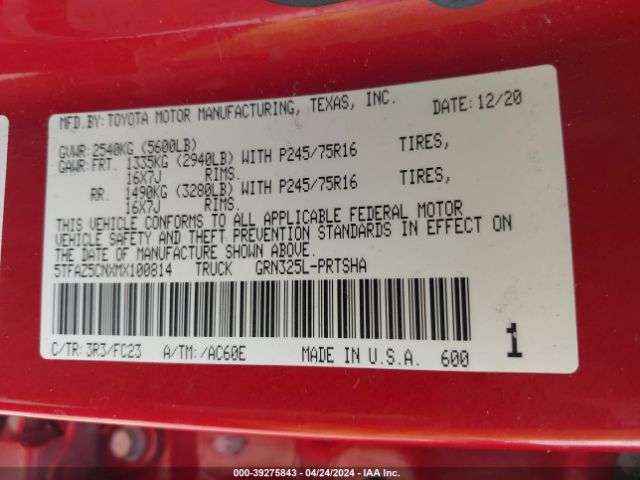 MFD.BY: TOYOTA MOTOR MANUFACTURING, TEXAS, INC. DATE: 12/20
GVWR: 2540KG (5600LB)
GAWR: FRT. 1335KG (2940LB) WITH P245/75R16 TIRES,
16X7J RIMS.
RR. 1490KG (3280LB) WITH P245/75R16 TIRES,
16X7J RIMS.
THIS VEHICLE CONFORMS TO ALL APPLICABLE FEDERAL MOTOR
VEHICLE SAFETY AND THEFT PREVENTION STANDARDS IN EFFECT ON
THE DATE OF MANUFACTURE SHOWN ABOVE.
5TFAZ5CNXMX100814 TRUCK GRN325L-PRTSHA
C/TR: 3R3/FC23 A/TM: /AC60E MADE IN U.S.A. 600 1
000-39275843 - 04/24/2024 - IAA Inc.